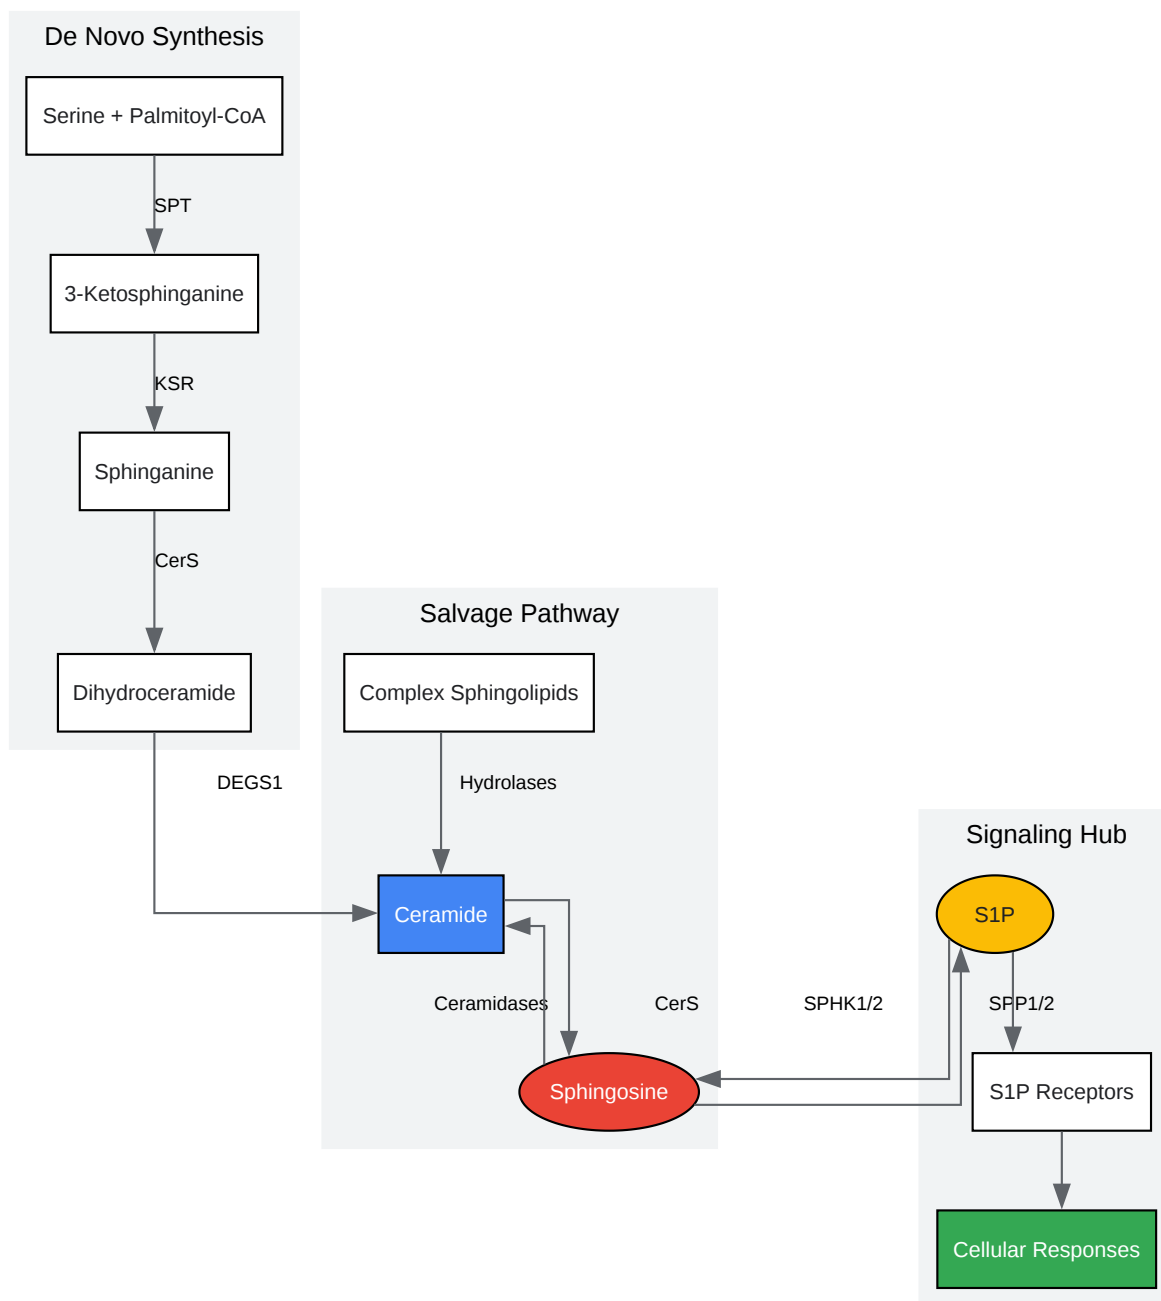 De Novo Synthesis
Serine + Palmitoyl-CoA
SPT
3-Ketosphinganine
KSR
Sphinganine
CerS
Dihydroceramide
DEGS1
Salvage Pathway
Complex Sphingolipids
Hydrolases
Ceramide
Ceramidases
CerS
Sphingosine
SPHK1/2
Signaling Hub
S1P
SPP1/2
S1P Receptors
Cellular Responses